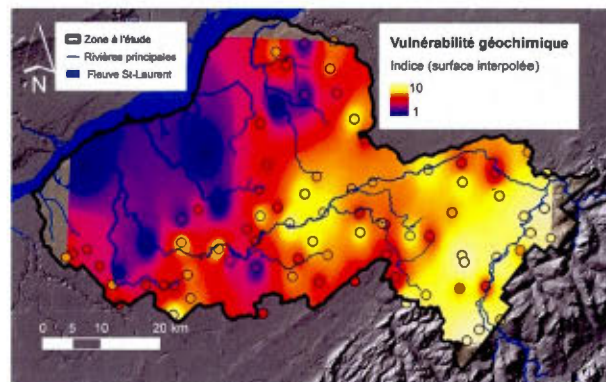 Zone à l'étude
Rivières principales
Fleuve St-Laurent
N
Vulnérabilité géochimique
Indice (surface interpolée)
10
1
0 5 10 20 km